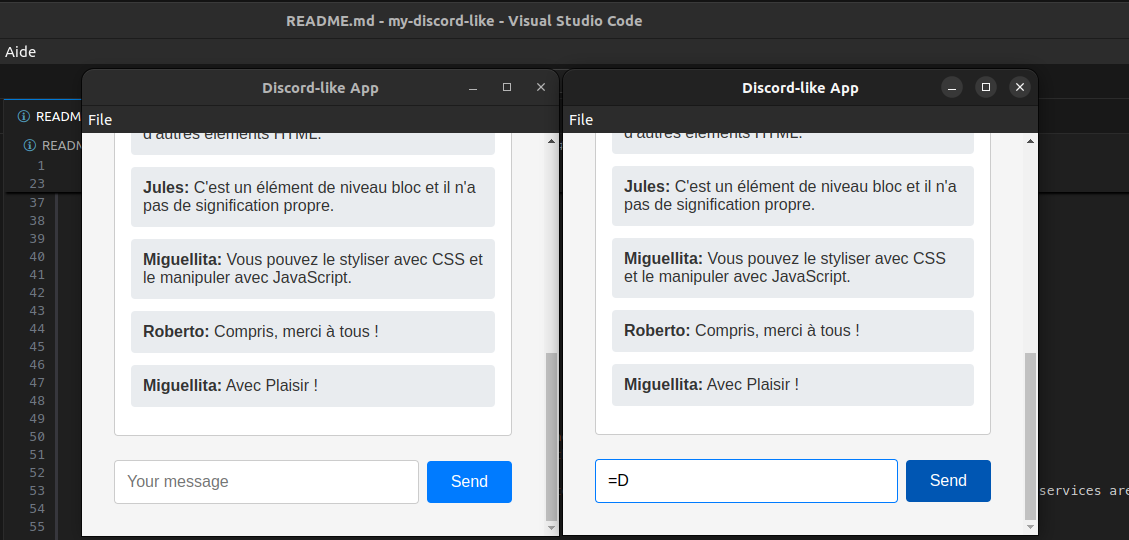 README.md - my-discord-like - Visual Studio Code
Aide
READM
READM
1
23
37
38
39
40
41
42
43
44
45
46
47
48
49
50
51
52
53
54
55
Discord-like App
File
d'autres éléments HTML.
Jules: C'est un élément de niveau bloc et il n'a
pas de signification propre.
Miguellita: Vous pouvez le styliser avec CSS et
le manipuler avec JavaScript.
Roberto: Compris, merci à tous !
Miguellita: Avec Plaisir !
Your message
Send
Discord-like App
File
d'autres éléments HTML.
Jules: C'est un élément de niveau bloc et il n'a
pas de signification propre.
Miguellita: Vous pouvez le styliser avec CSS
et le manipuler avec JavaScript.
Roberto: Compris, merci à tous !
Miguellita: Avec Plaisir !
=D
Send
services are